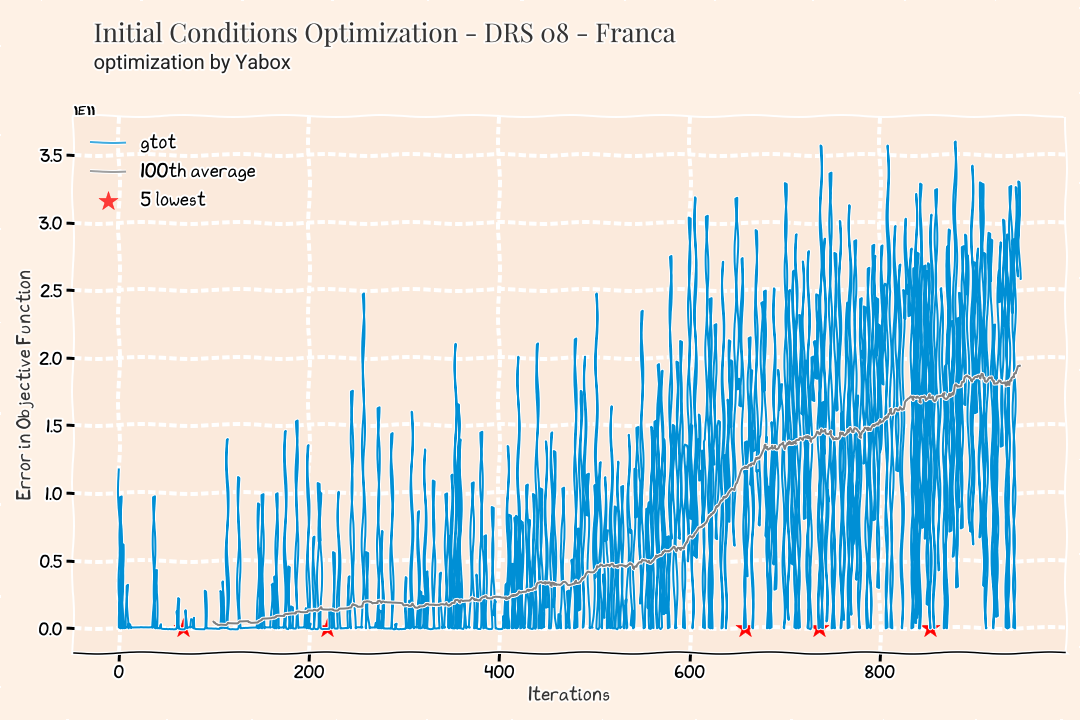 Initial Conditions Optimization - DRS 08 - Franca
optimization by Yabox
1E11
gtot
100th average
5 lowest
3.5
3.0
2.5
2.0
1.5
1.0
0.5
0.0
Error in Objective Function
0 200 400 600 800
Iterations